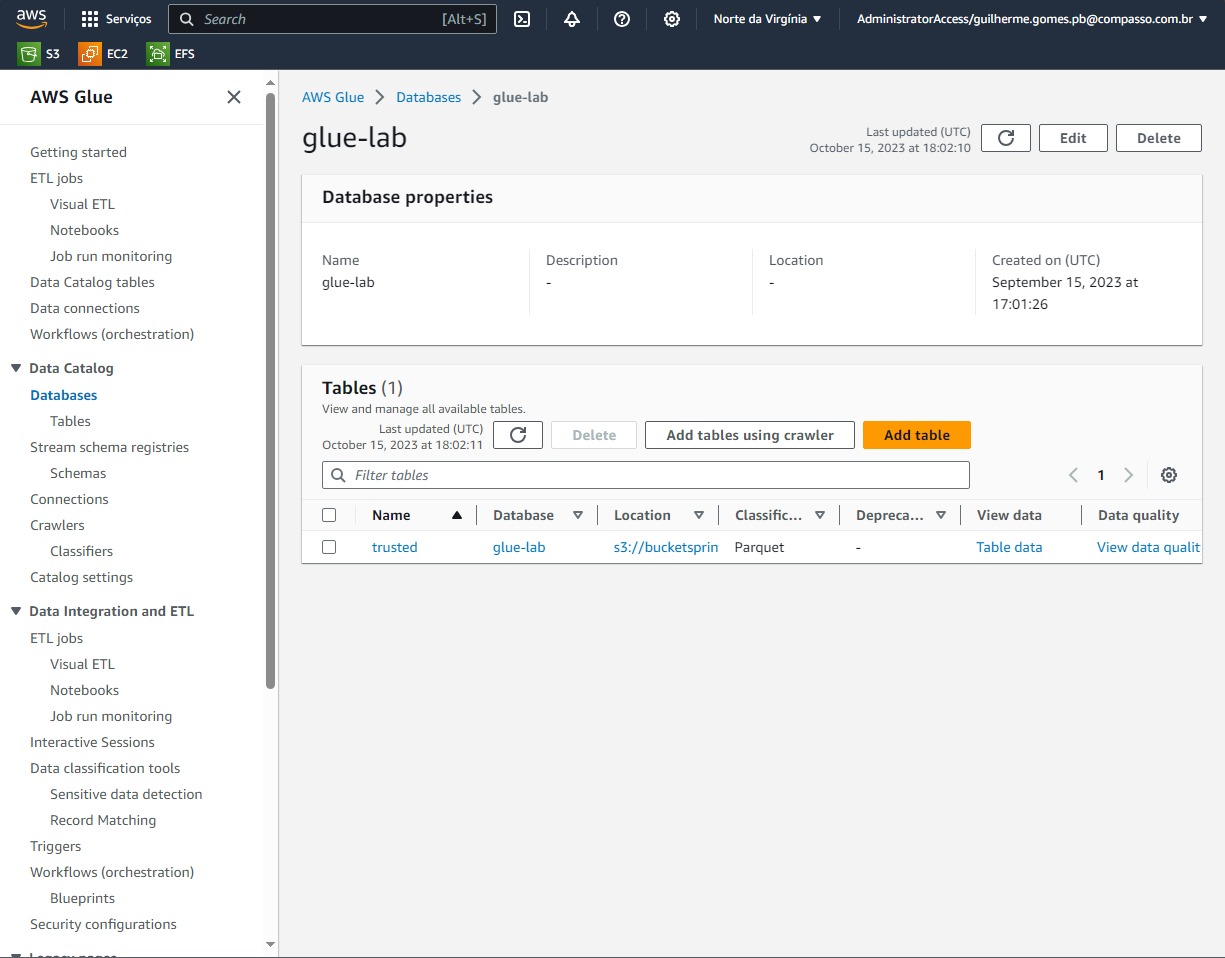 aws
Serviços
Search
[Alt+S]
Norte da Virgínia
AdministratorAccess/guilherme.gomes.pb@compasso.com.br
S3
EC2
EFS
AWS Glue
Getting started
ETL jobs
Visual ETL
Notebooks
Job run monitoring
Data Catalog tables
Data connections
Workflows (orchestration)
Data Catalog
Databases
Tables
Stream schema registries
Schemas
Connections
Crawlers
Classifiers
Catalog settings
Data Integration and ETL
ETL jobs
Visual ETL
Notebooks
Job run monitoring
Interactive Sessions
Data classification tools
Sensitive data detection
Record Matching
Triggers
Workflows (orchestration)
Blueprints
Security configurations
Legacy pages
AWS Glue > Databases > glue-lab
glue-lab
Last updated (UTC)
October 15, 2023 at 18:02:10
Edit
Delete
Database properties
Name
glue-lab
Description
-
Location
-
Created on (UTC)
September 15, 2023 at
17:01:26
Tables (1)
View and manage all available tables.
Last updated (UTC)
October 15, 2023 at 18:02:11
Delete
Add tables using crawler
Add table
Filter tables
1
Name Database Location Classific... Depreca... View data Data quality
trusted glue-lab s3://bucketsprin Parquet - Table data View data qualit